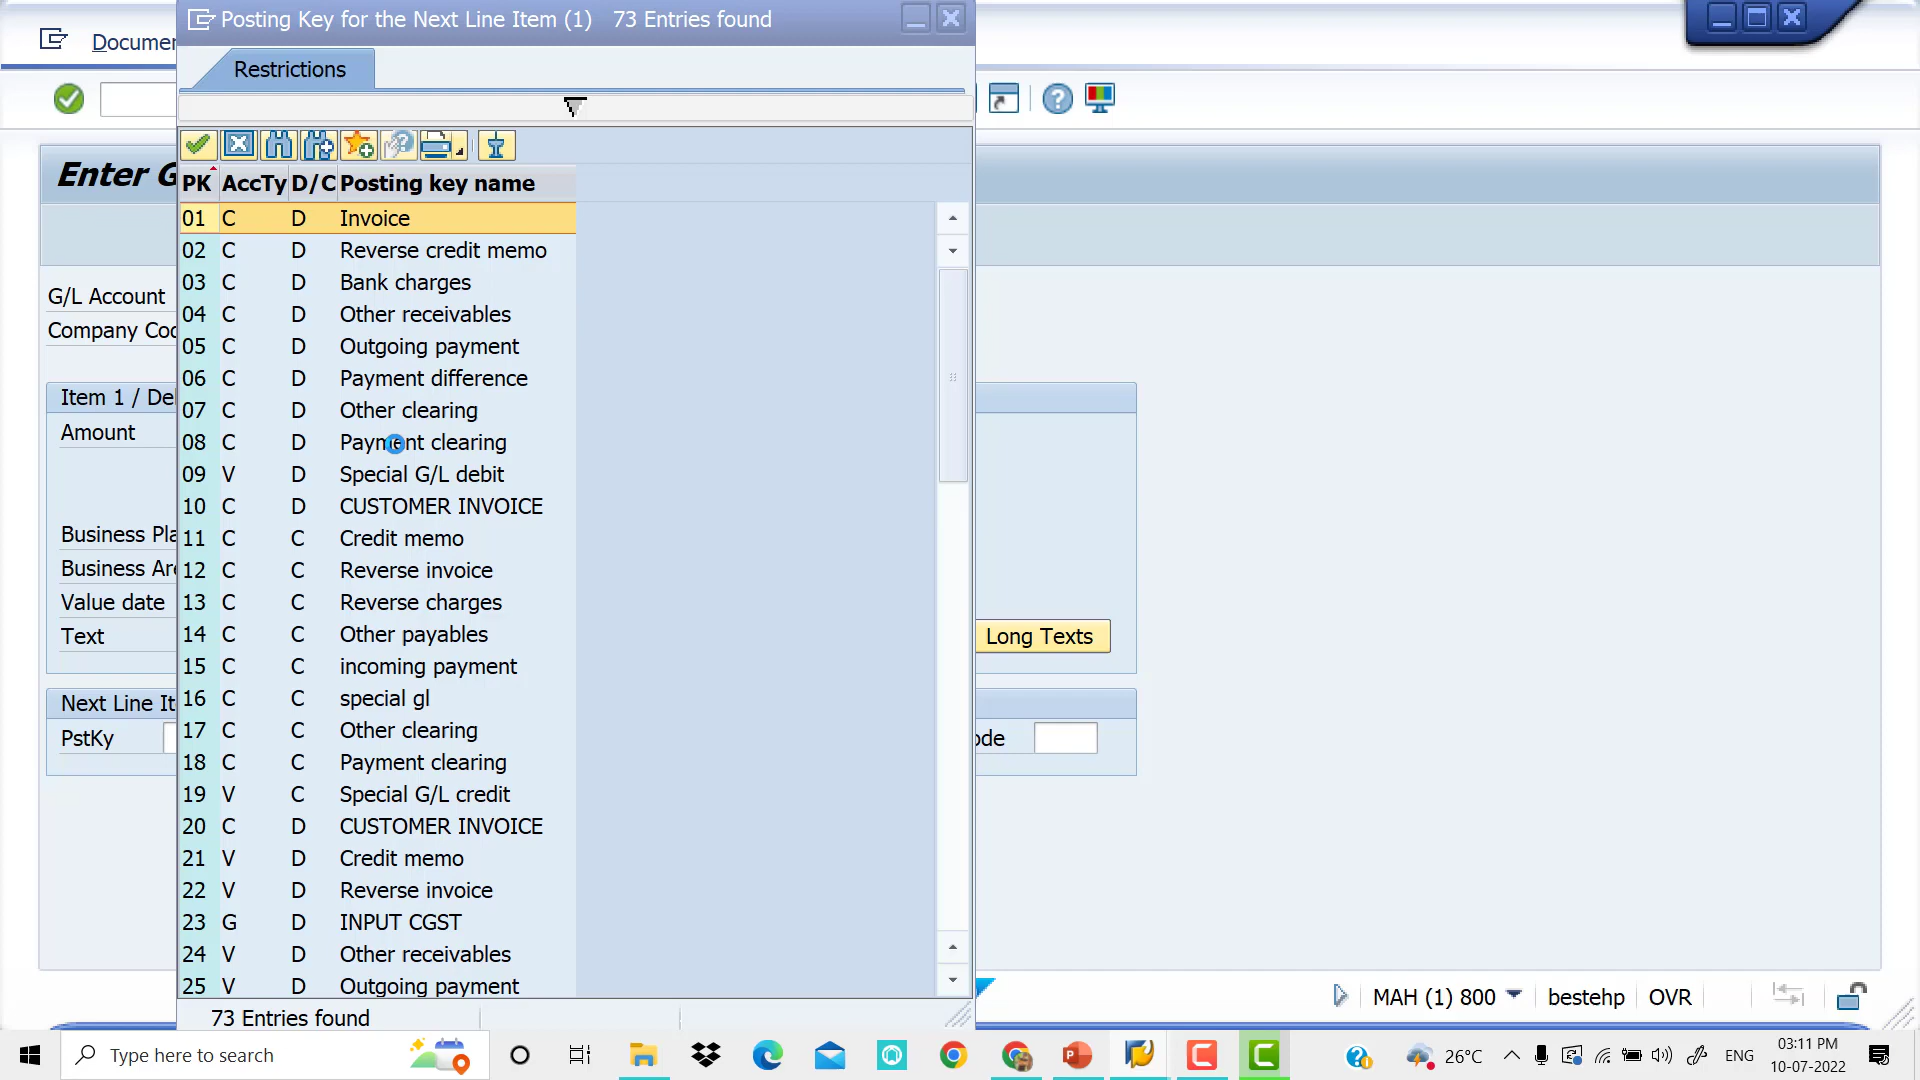 Posting Key for the Next Line Item (1) 73 Entries found
Documen
Restrictions
Enter G
PK AccTy D/C Posting key name
01 C D Invoice
02 C D Reverse credit memo
03 C D Bank charges
04 C D Other receivables
05 C D Outgoing payment
06 C D Payment difference
07 C D Other clearing
08 C D Payment clearing
09 V D Special G/L debit
10 C D CUSTOMER INVOICE
11 C C Credit memo
12 C C Reverse invoice
13 C C Reverse charges
14 C C Other payables
15 C C incoming payment
16 C C special gl
17 C C Other clearing
18 C C Payment clearing
19 V C Special G/L credit
20 C D CUSTOMER INVOICE
21 V D Credit memo
22 V D Reverse invoice
23 G D INPUT CGST
24 V D Other receivables
25 V D Outgoing payment
73 Entries found
G/L Account
Company Coc
Item 1 / De
Amount
Business Pla
Business Are
Value date
Text
Long Texts
Next Line It
PstKy
ode
MAH (1) 800 bestehp OVR
Type here to search
26°C
ENG
03:11 PM
10-07-2022